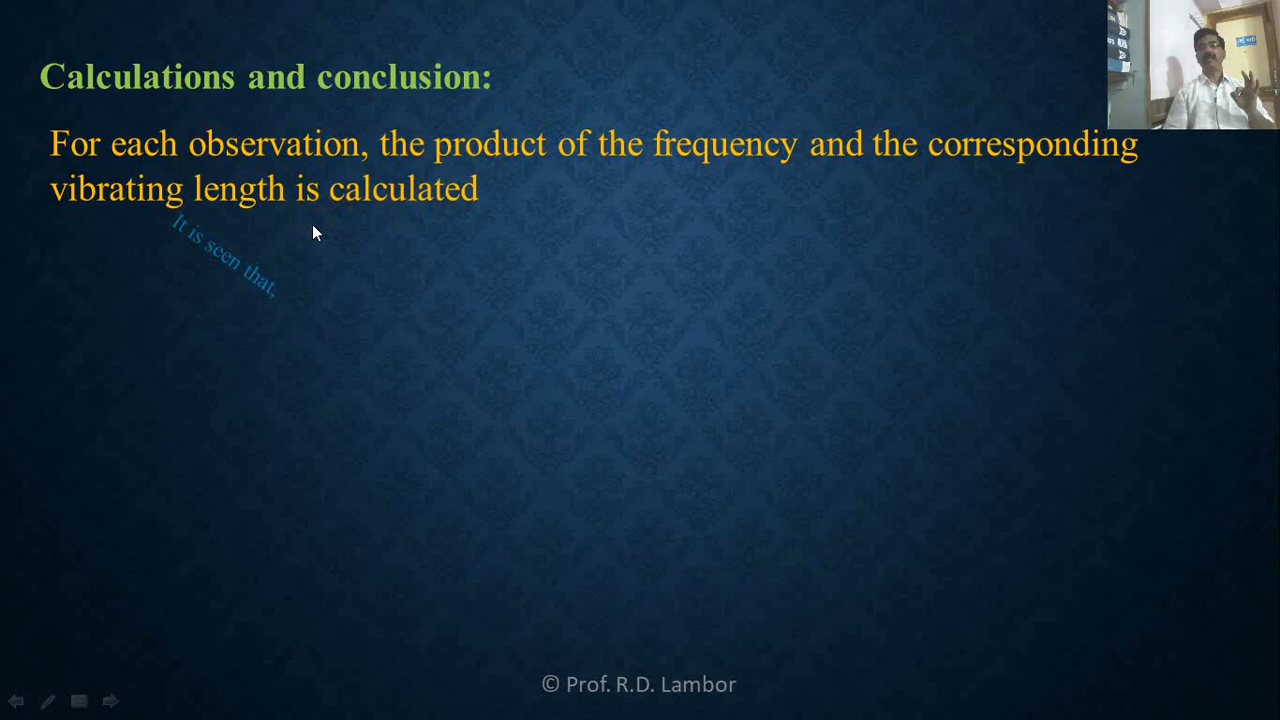 Calculations and conclusion:
For each observation, the product of the frequency and the corresponding
vibrating length is calculated
It is seen that,
© Prof. R.D. Lambor